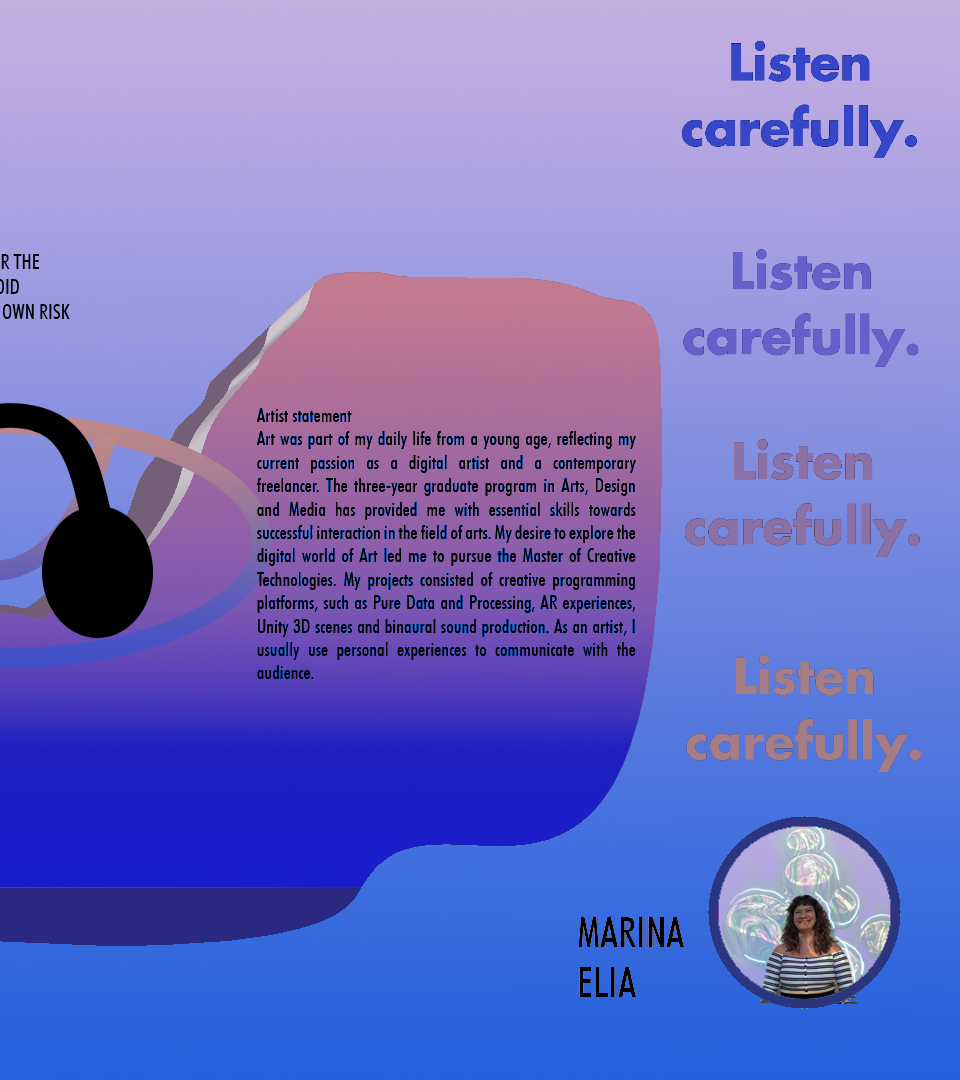 Listen
carefully.
Listen
carefully.
R THE
OID
OWN RISK
Artist statement
Art was part of my daily life from a young age, reflecting my
current passion as a digital artist and a contemporary
freelancer. The three-year graduate program in Arts, Design
and Media has provided me with essential skills towards
successful interaction in the field of arts. My desire to explore the
digital world of Art led me to pursue the Master of Creative
Technologies. My projects consisted of creative programming
platforms, such as Pure Data and Processing, AR experiences,
Unity 3D scenes and binaural sound production. As an artist, I
usually use personal experiences to communicate with the
audience.
Listen
carefully.
Listen
carefully.
MARINA
ELIA